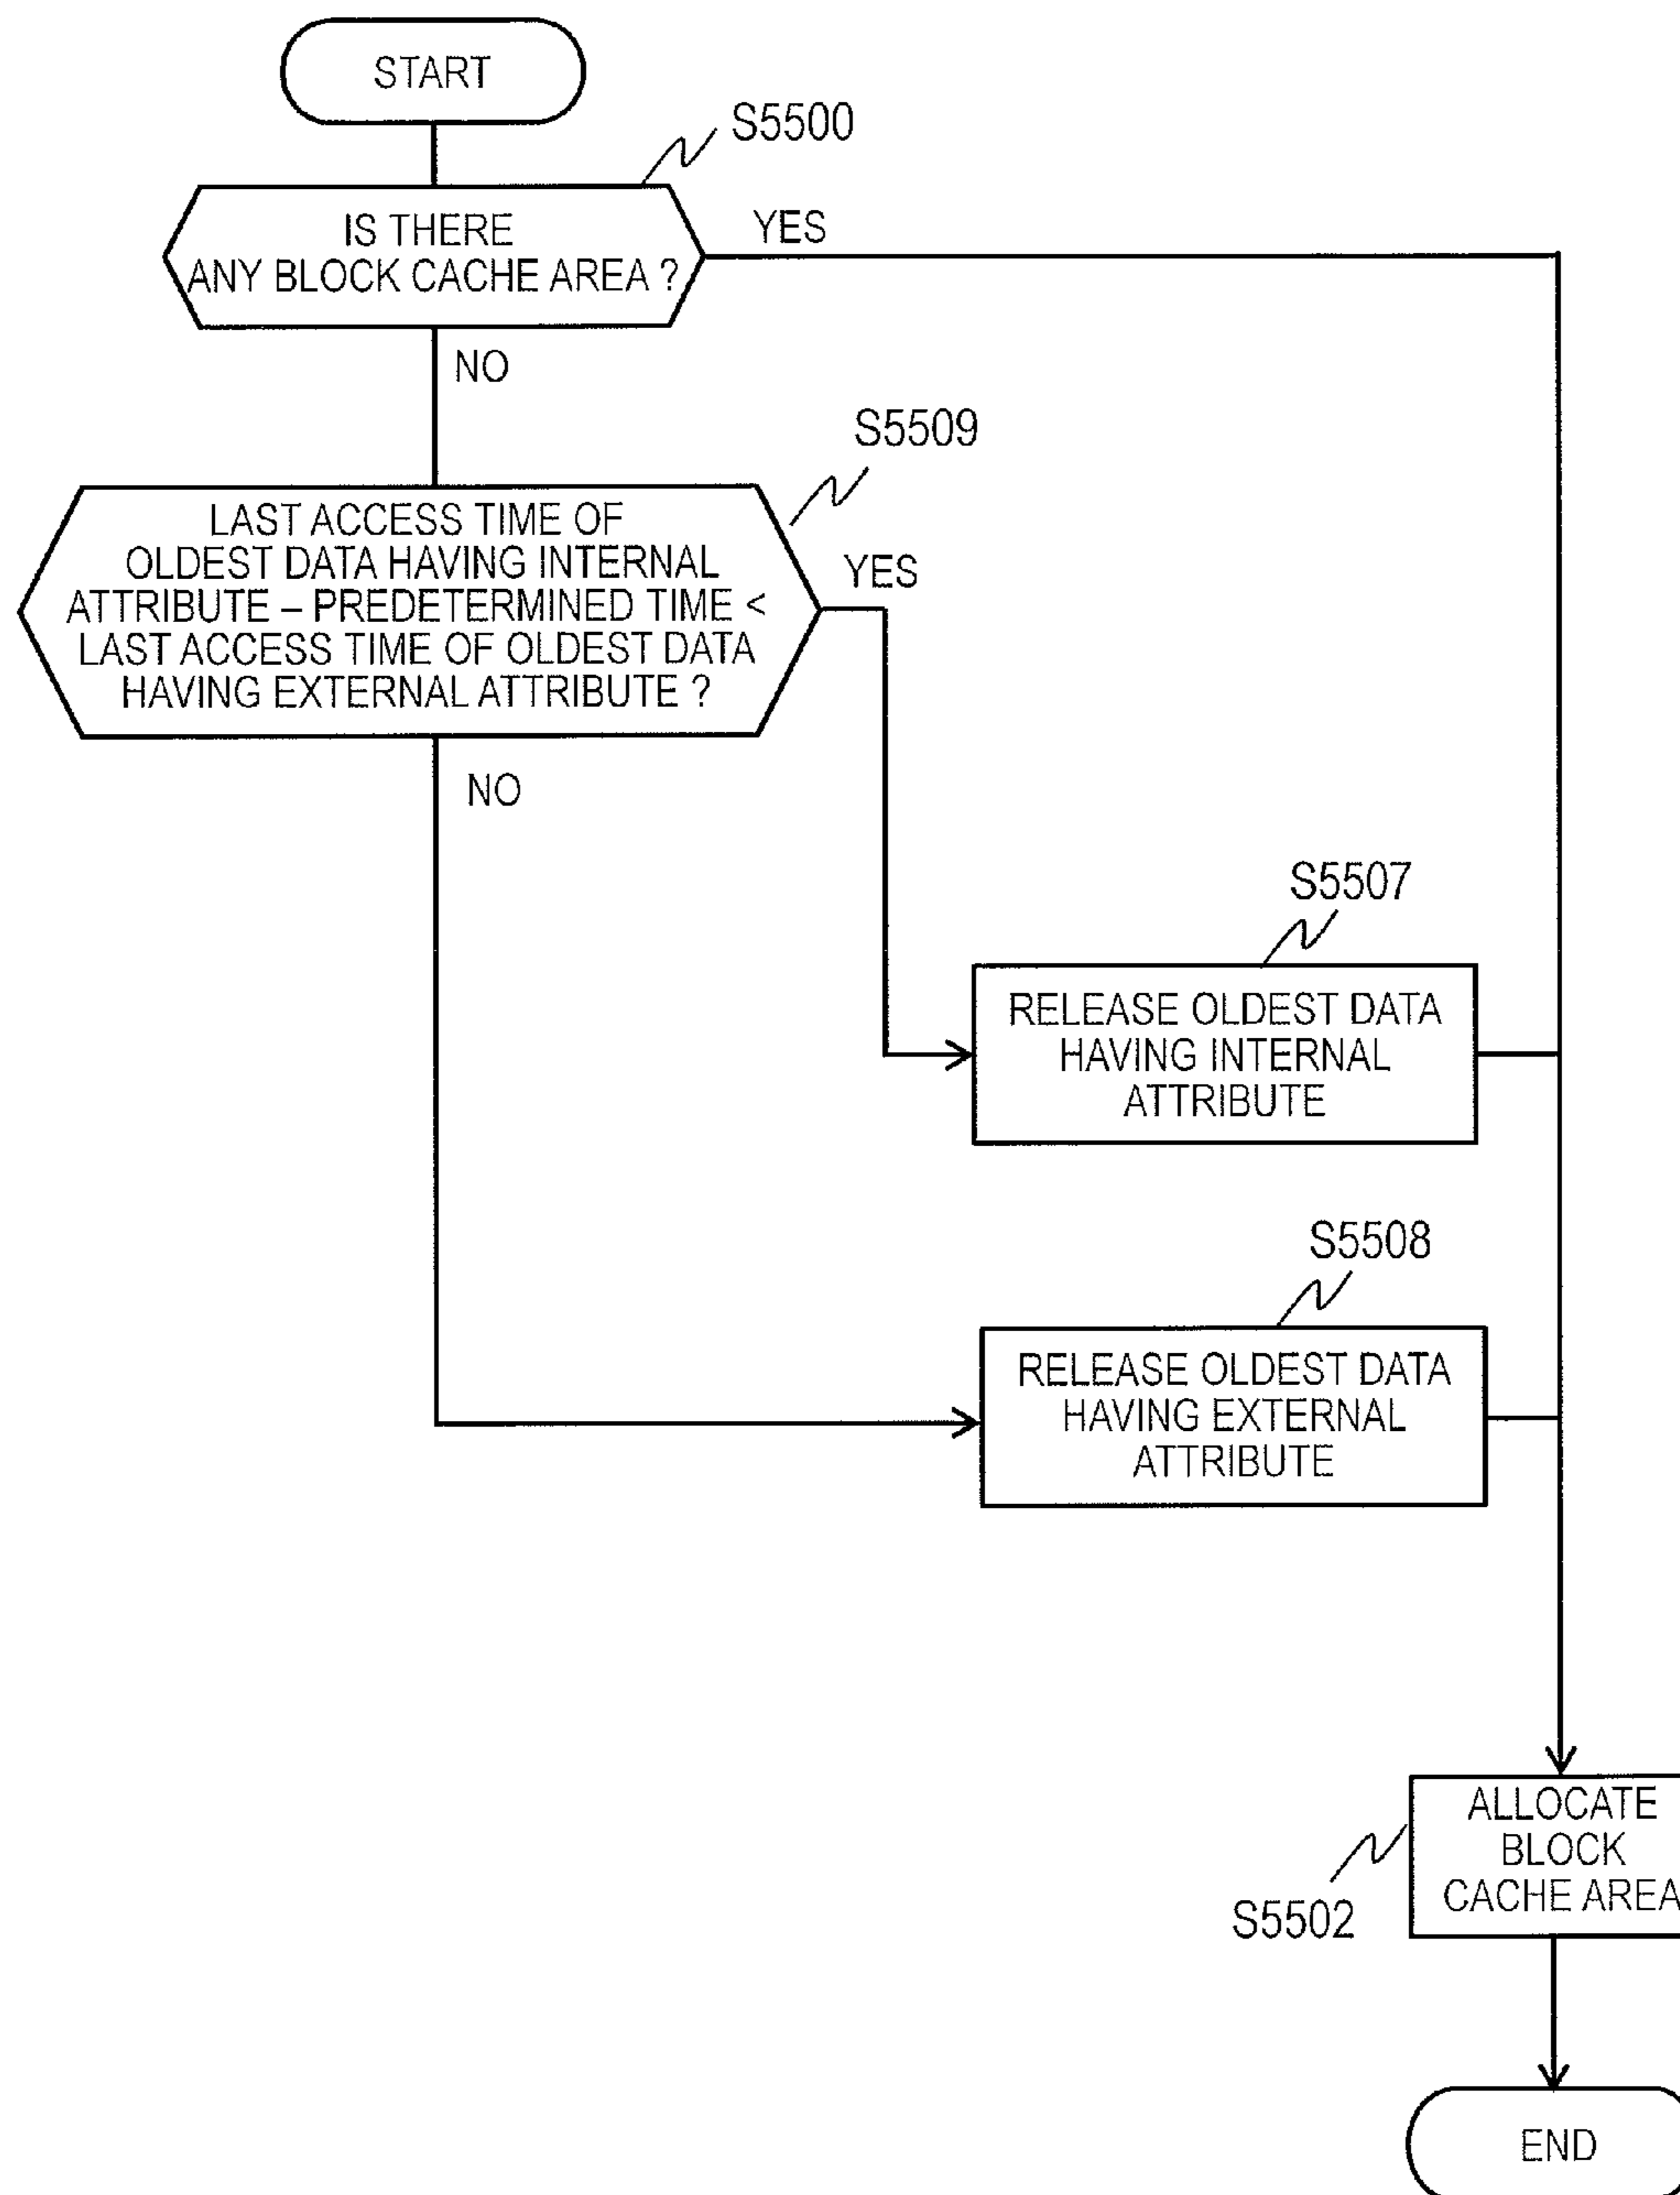 START
S5500
IS THERE
ANY BLOCK CACHE AREA ?
YES
NO
S5509
LAST ACCESS TIME OF
OLDEST DATA HAVING INTERNAL
ATTRIBUTE – PREDETERMINED TIME <
LAST ACCESS TIME OF OLDEST DATA
HAVING EXTERNAL ATTRIBUTE ?
YES
NO
S5507
RELEASE OLDEST DATA
HAVING INTERNAL
ATTRIBUTE
S5508
RELEASE OLDEST DATA
HAVING EXTERNAL
ATTRIBUTE
ALLOCATE
BLOCK
CACHE AREA
S5502
END